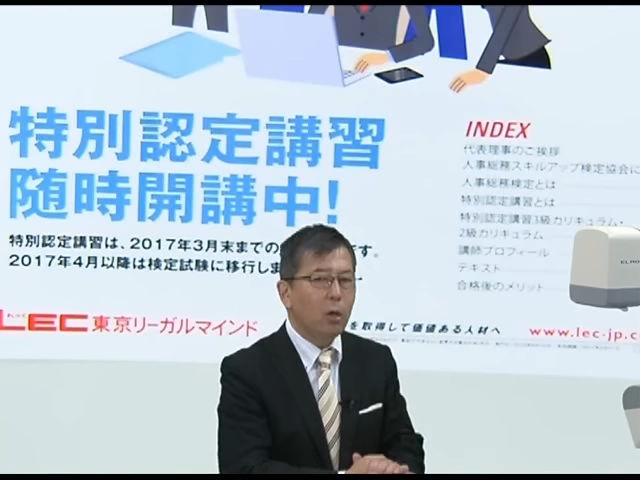 特別認定講習
随時開講中!
特別認定講習は、2017年3月末までの
す。
2017年4月以降は検定試験に移行しま
LEC東京リーガルマインド
を取得して価値ある人材へ
INDEX
代表理事のご挨拶
人事総務スキルアップ検定協会に
人事総務検定とは
特別認定講習とは
特別認定講習3級カリキュラム・
2級カリキュラム
講師プロフィール
テキスト
合格後のメリット
www.lec-jp.c
ELMO